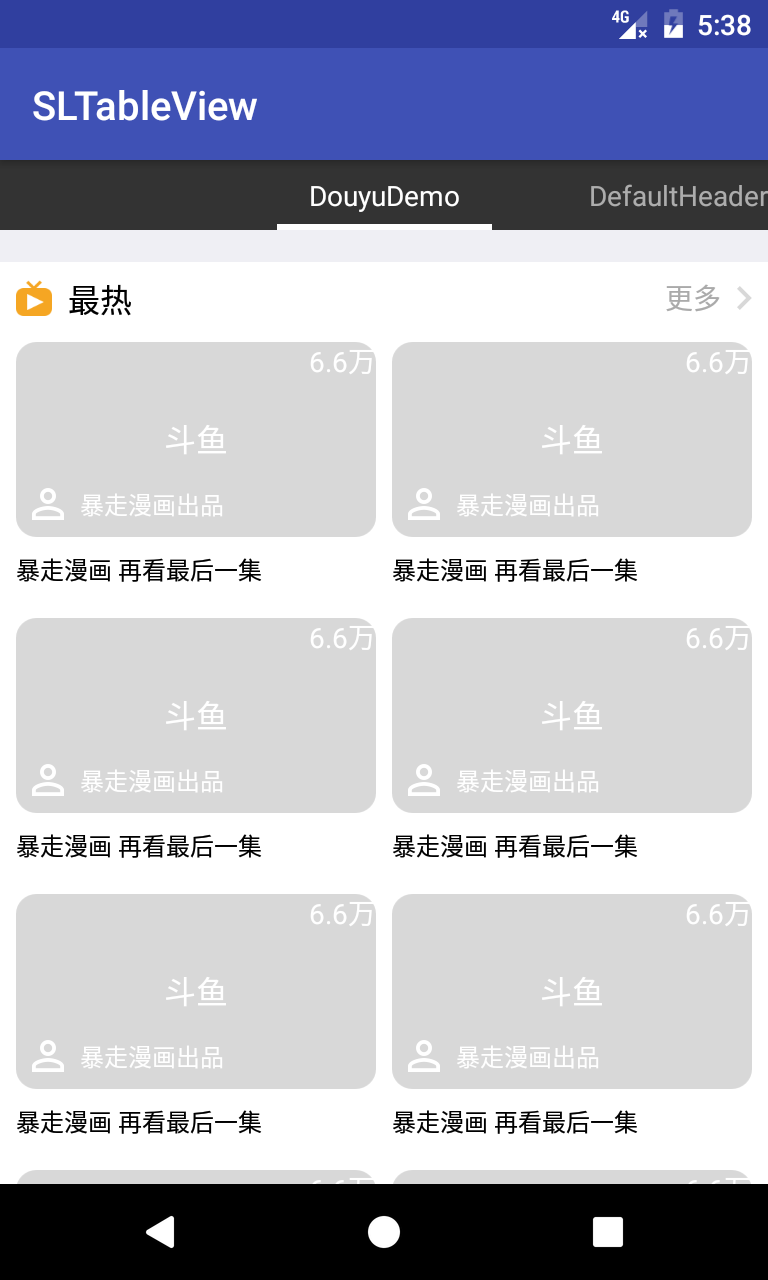 4G 5:38
SLTableView
DouyuDemo DefaultHeader
最热 更多
6.6万 6.6万
斗鱼 斗鱼
暴走漫画出品 暴走漫画出品
暴走漫画 再看最后一集 暴走漫画 再看最后一集
6.6万 6.6万
斗鱼 斗鱼
暴走漫画出品 暴走漫画出品
暴走漫画 再看最后一集 暴走漫画 再看最后一集
6.6万 6.6万
斗鱼 斗鱼
暴走漫画出品 暴走漫画出品
暴走漫画 再看最后一集 暴走漫画 再看最后一集